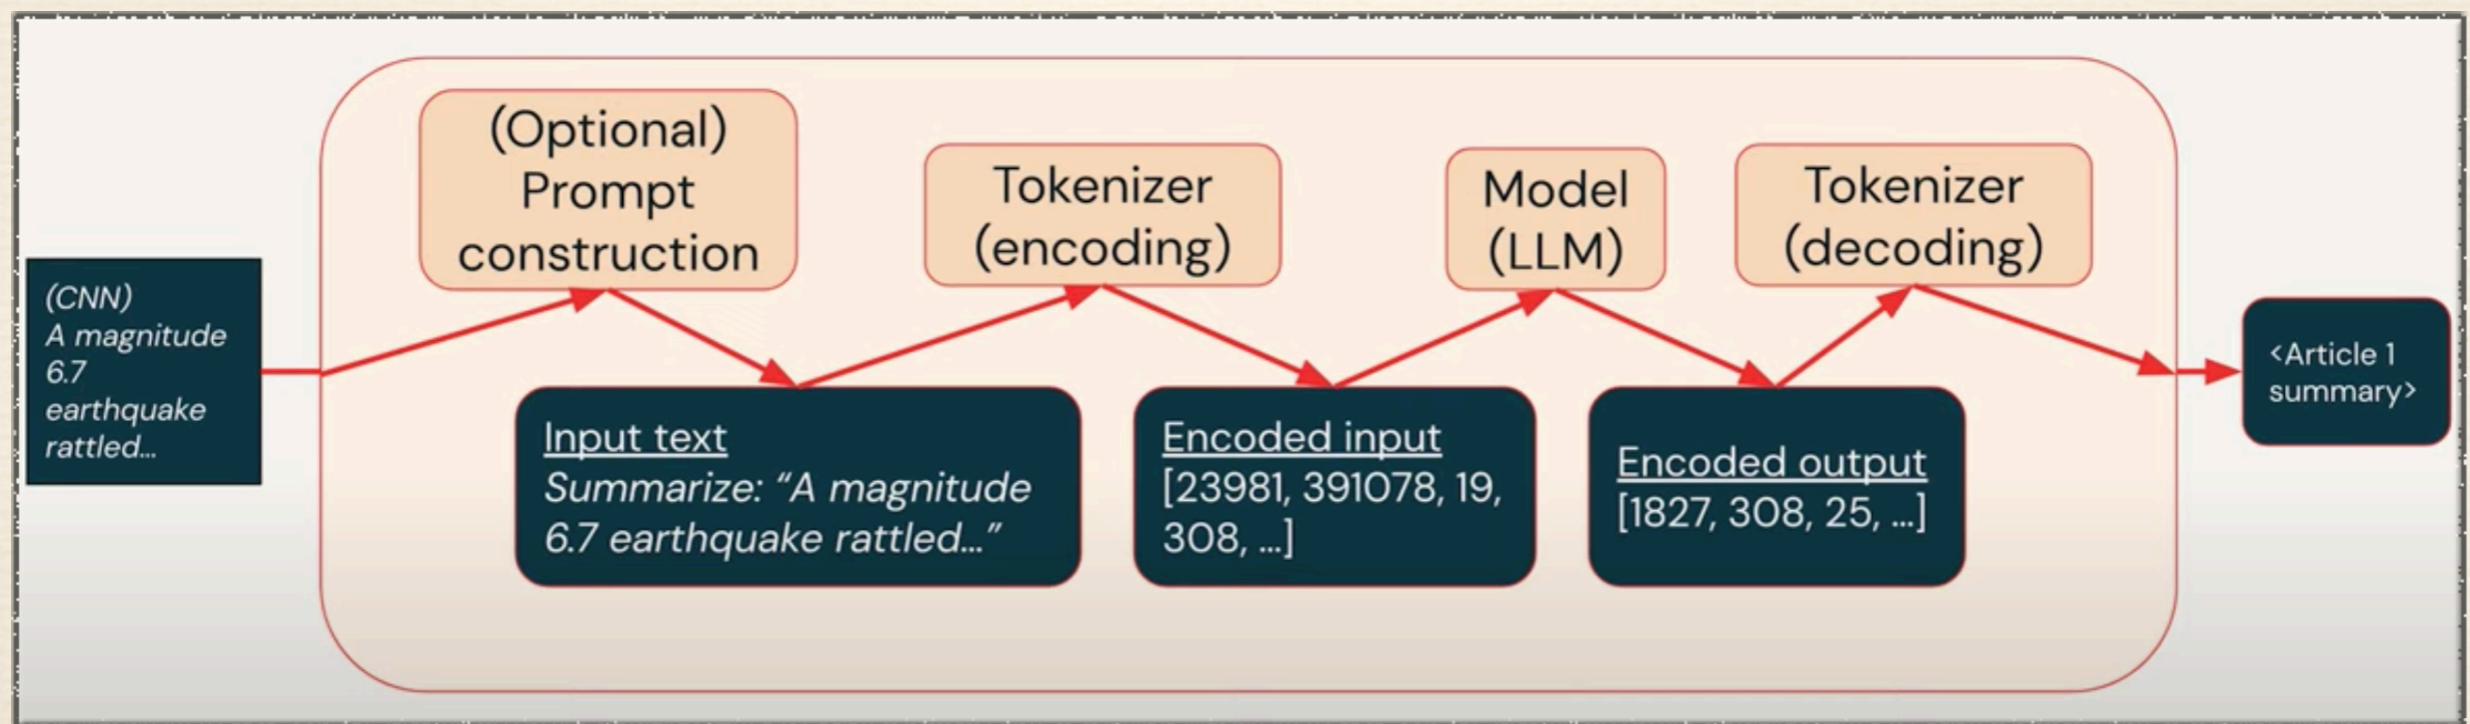 (Optional)
Prompt
construction
Tokenizer
(encoding)
Model
(LLM)
Tokenizer
(decoding)
(CNN)
A magnitude
6.7
earthquake
rattled...
Input text
Summarize: “A magnitude
6.7 earthquake rattled...”
Encoded input
[23981, 391078, 19,
308, ...]
Encoded output
[1827, 308, 25, ...]
<Article 1
summary>